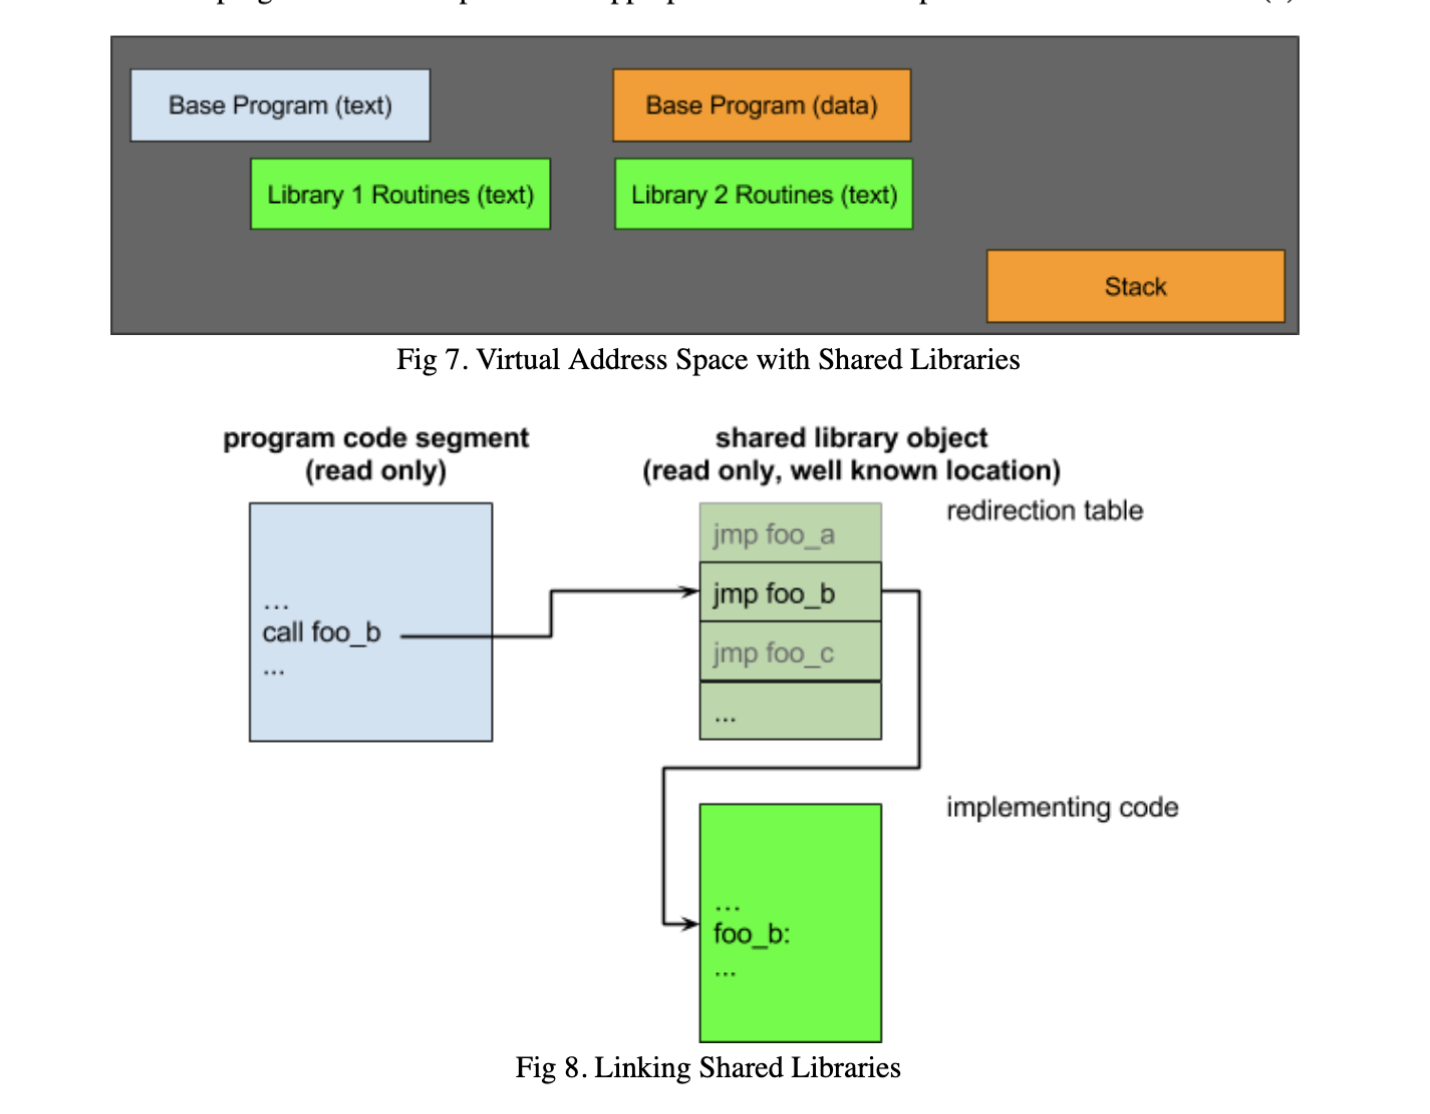 Base Program (text)
Base Program (data)
Library 1 Routines (text)
Library 2 Routines (text)
Stack
Fig 7. Virtual Address Space with Shared Libraries
program code segment
(read only)
shared library object
(read only, well known location)
redirection table
jmp foo_a
jmp foo_b
jmp foo_c
...
...
call foo_b
...
implementing code
...
foo_b:
...
Fig 8. Linking Shared Libraries